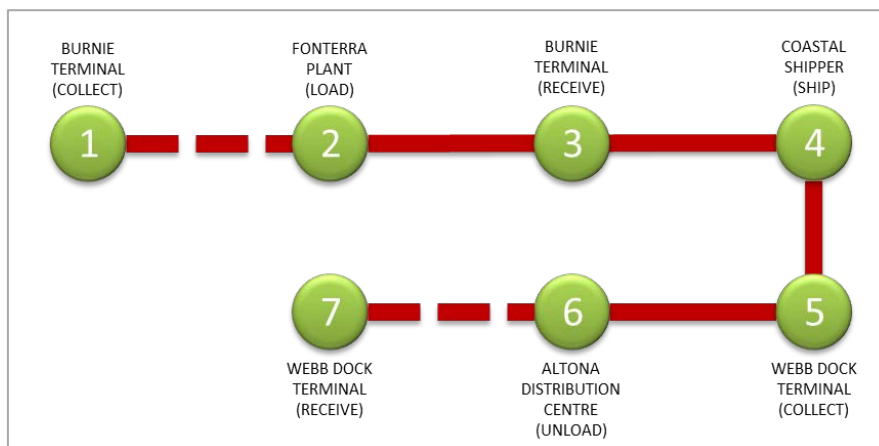 BURNIE
TERMINAL
(COLLECT)
FONTERRA
PLANT
(LOAD)
BURNIE
TERMINAL
(RECEIVE)
COASTAL
SHIPPER
(SHIP)
1
2
3
4
7
6
5
WEBB DOCK
TERMINAL
(RECEIVE)
ALTONA
DISTRIBUTION
CENTRE
(UNLOAD)
WEBB DOCK
TERMINAL
(COLLECT)